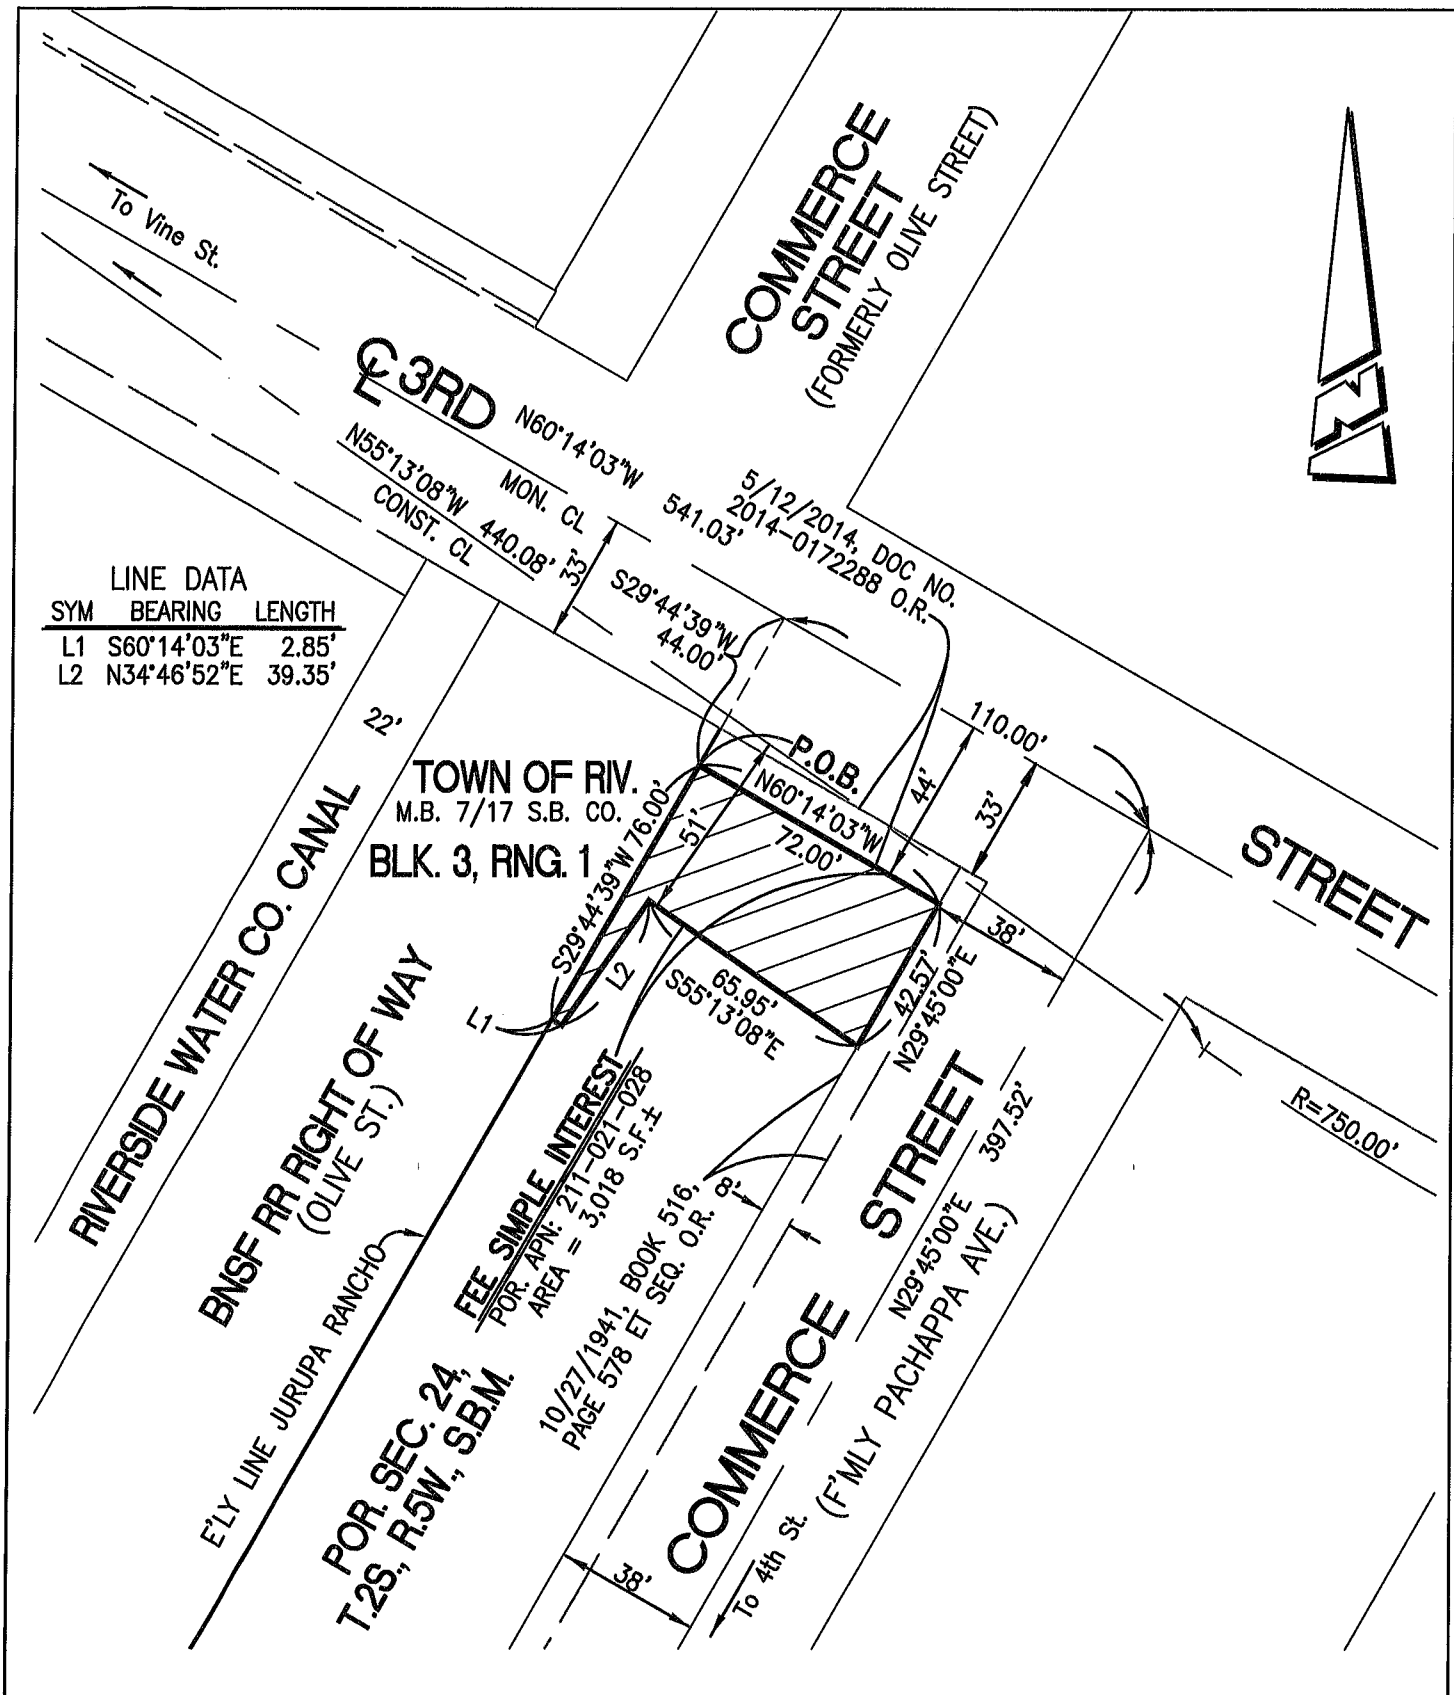 COMMERCE
STREET
(FORMERLY OLIVE STREET)
To Vine St.
N
℄ 3RD
N60°14'03"W
541.03'
MON. CL
N55°13'08"W 440.08'
CONST. CL
33'
5/12/2014, DOC NO.
2014-0172288 O.R.
S29°44'39"W
44.00'
LINE DATA
SYM BEARING LENGTH
L1 S60°14'03"E 2.85'
L2 N34°46'52"E 39.35'
22'
110.00'
P.O.B.
44'
33'
TOWN OF RIV.
M.B. 7/17 S.B. CO.
BLK. 3, RNG. 1
N60°14'03"W
72.00'
51'
S29°44'39"W 76.00'
STREET
38'
RIVERSIDE WATER CO. CANAL
BNSF RR RIGHT OF WAY
(OLIVE ST.)
L1
L2
65.95'
S55°13'08"E
42.57'
N29°45'00"E
R=750.00'
FEE SIMPLE INTEREST
POR. APN: 211-021-028
AREA = 3,018 S.F.±
10/27/1941, BOOK 516,
PAGE 578 ET SEQ. O.R.
8'
COMMERCE STREET
N29°45'00"E 397.52'
(F'MLY PACHAPPA AVE.)
E'LY LINE JURUPA RANCHO
POR. SEC. 24,
T.2S., R.5W., S.B.M.
38'
To 4th St.